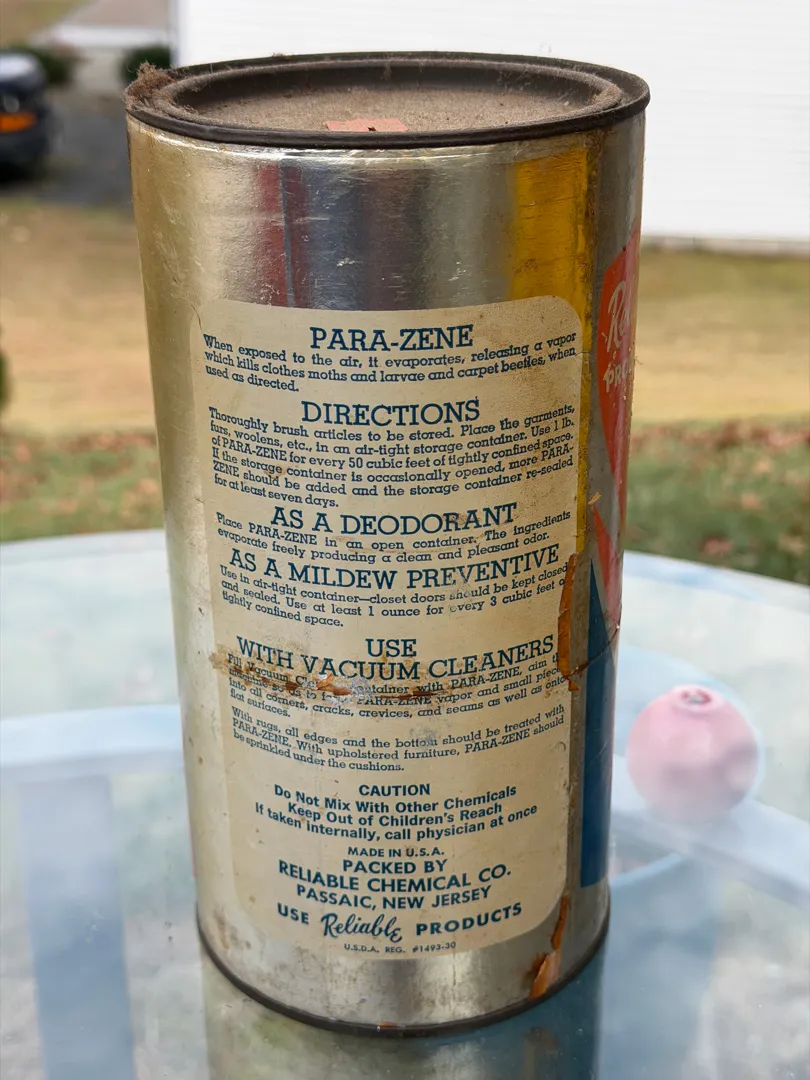 PARA-ZENE
When exposed to the air, it evaporates, releasing a vapor
which kills clothes moths and larvae and carpet beetles, when
used as directed.
DIRECTIONS
Thoroughly brush articles to be stored. Place the garments,
furs, woolens, etc., in an air-tight storage container. Use 1 lb.
of PARA-ZENE for every 50 cubic feet of tightly confined space.
If the storage container is occasionally opened, more PARA-
ZENE should be added and the storage container re-sealed
for at least seven days.
AS A DEODORANT
Place PARA-ZENE in an open container. The ingredients
evaporate freely producing a clean and pleasant odor.
AS A MILDEW PREVENTIVE
Use in air-tight container—closet doors should be kept closed
and sealed. Use at least 1 ounce for every 3 cubic feet
tightly confined space.
USE
WITH VACUUM CLEANERS
Fill Vacuum container with PARA-ZENE, aim
so as to PARA-ZENE vapor and small
into all corners, cracks, crevices, and seams as well as onto
flat surfaces.
With rugs, all edges and the bottom should be treated with
PARA-ZENE. With upholstered furniture, PARA-ZENE should
be sprinkled under the cushions.
CAUTION
Do Not Mix With Other Chemicals
Keep Out of Children's Reach
If taken internally, call physician at once
MADE IN U.S.A.
PACKED BY
RELIABLE CHEMICAL CO.
PASSAIC, NEW JERSEY
USE Reliable PRODUCTS
U.S.D.A. REG. #1493-30